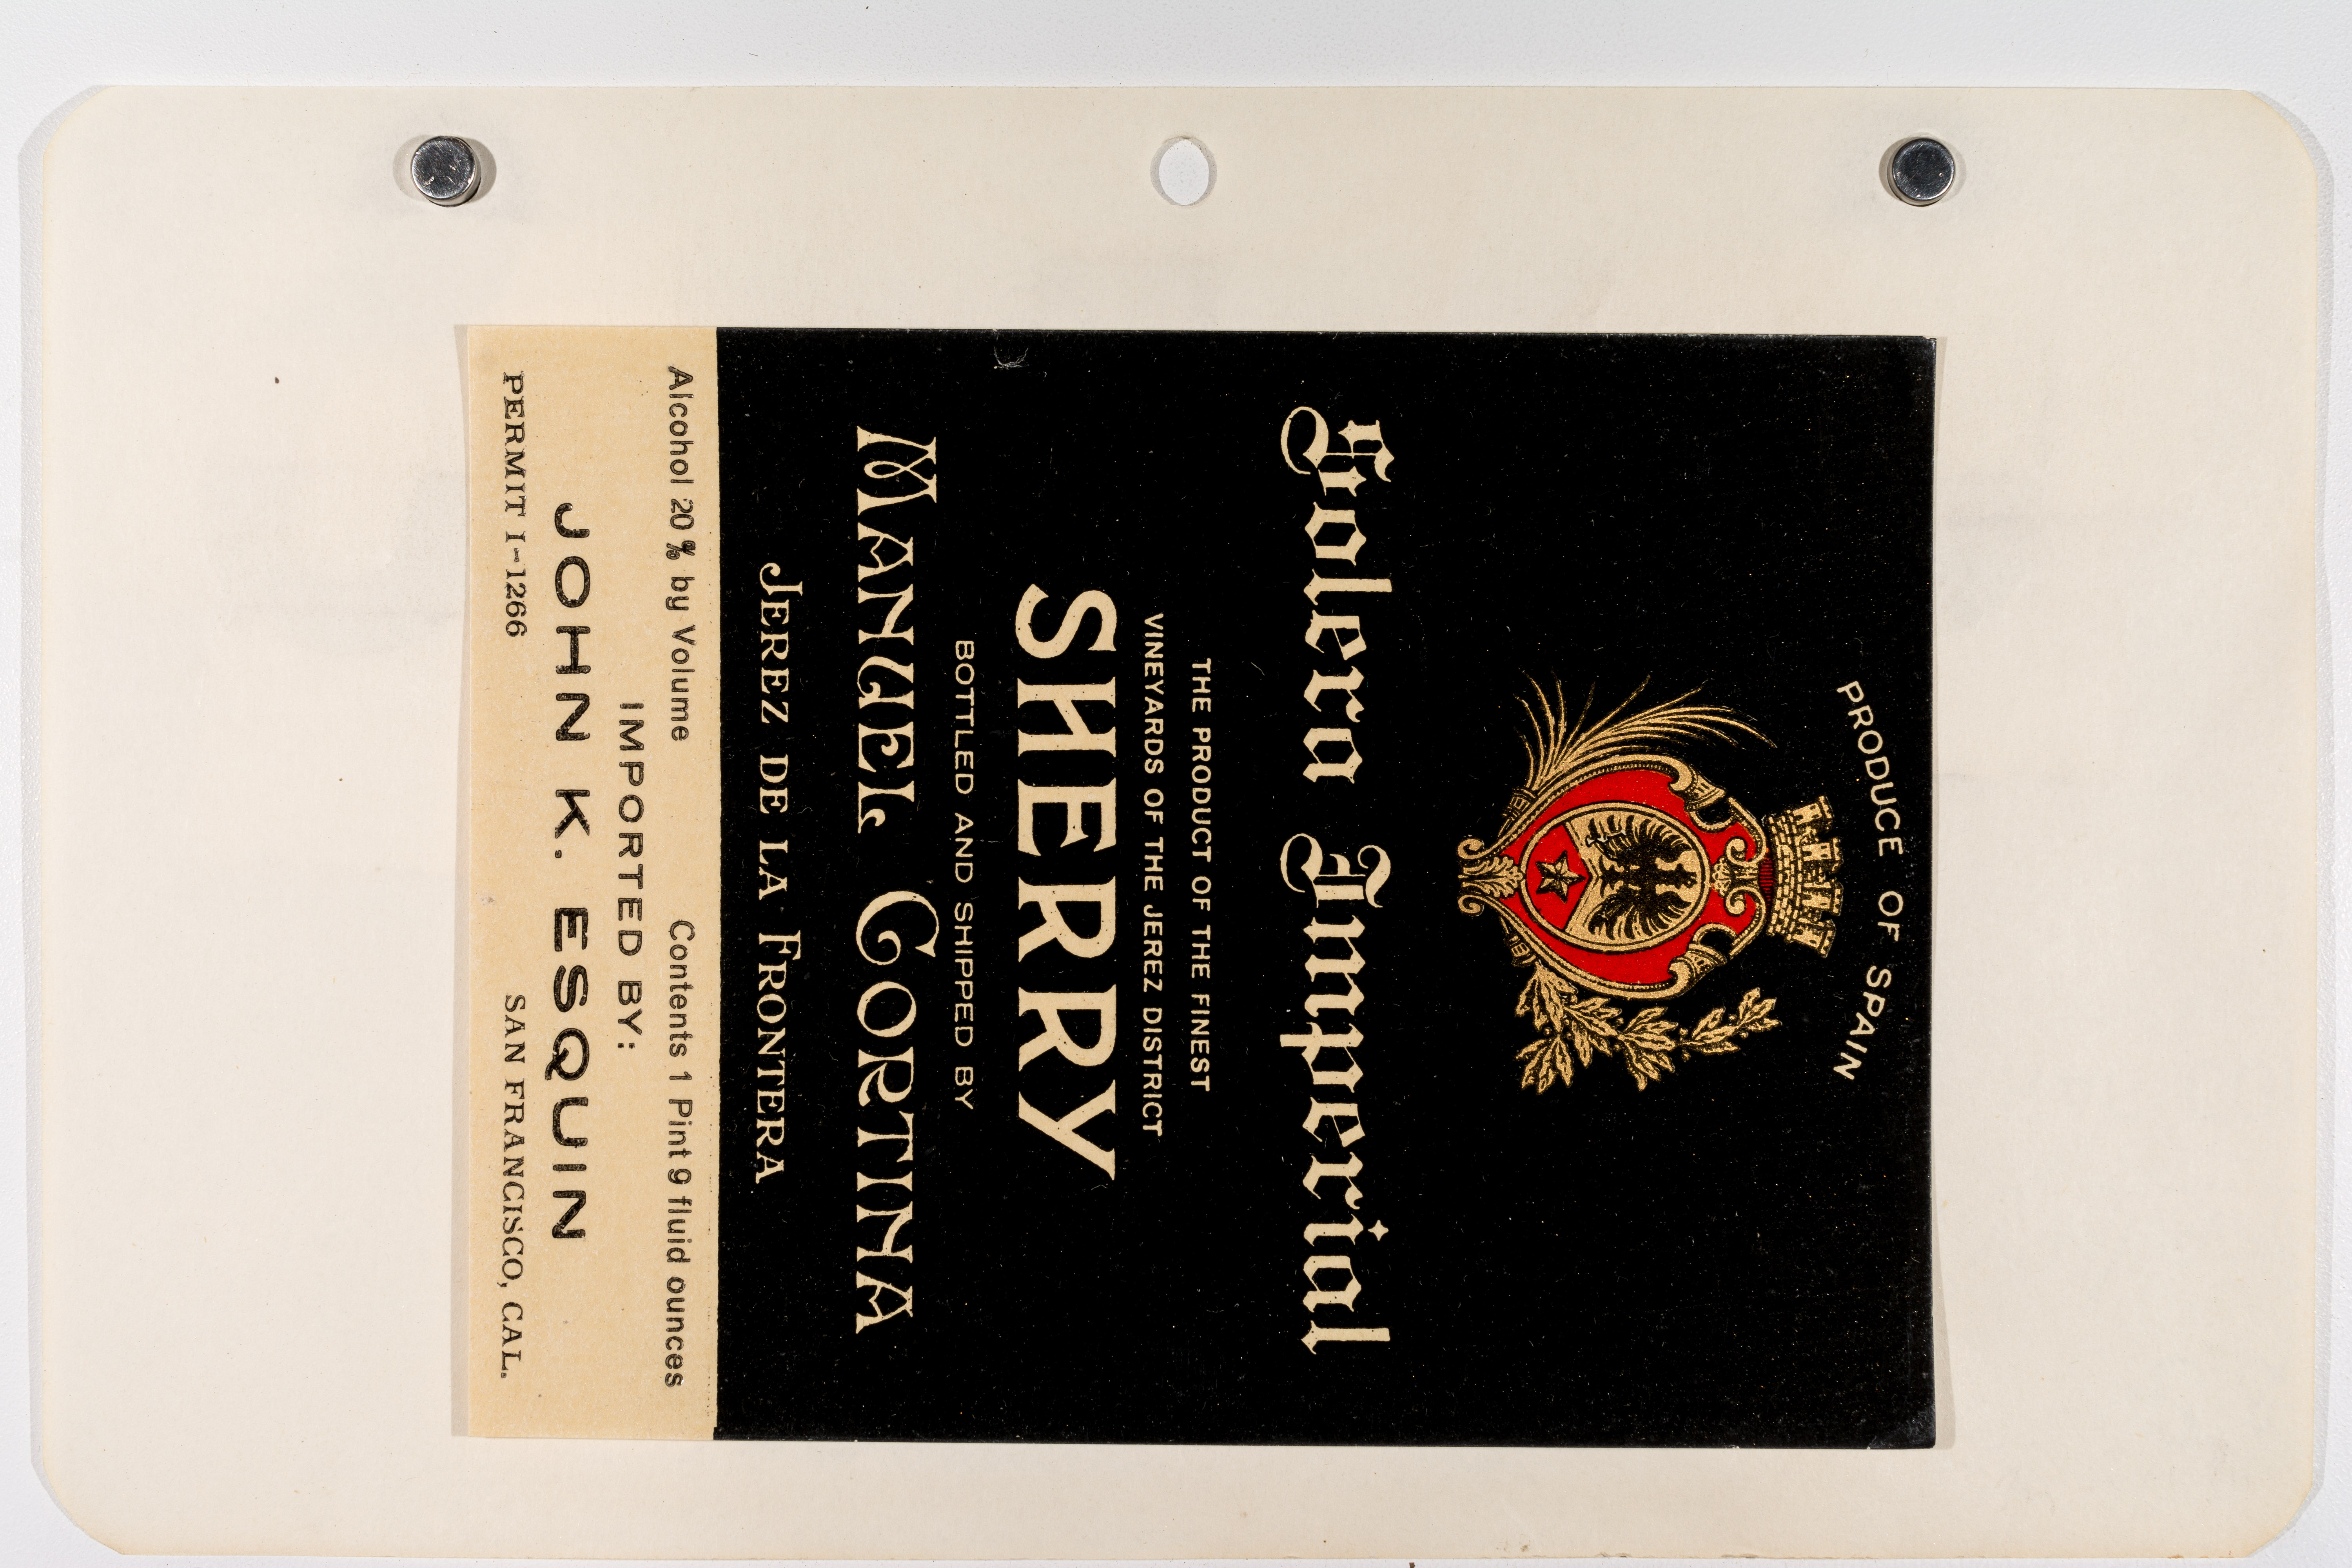 PRODUCE OF SPAIN
Solera Imperial
THE PRODUCT OF THE FINEST
VINEYARDS OF THE JEREZ DISTRICT
SHERRY
BOTTLED AND SHIPPED BY
MANUEL CORTINA
JEREZ DE LA FRONTERA
Alcohol 20% by Volume Contents 1 Pint 9 fluid ounces
IMPORTED BY:
JOHN K. ESQUIN
PERMIT I-1266 SAN FRANCISCO, CAL.